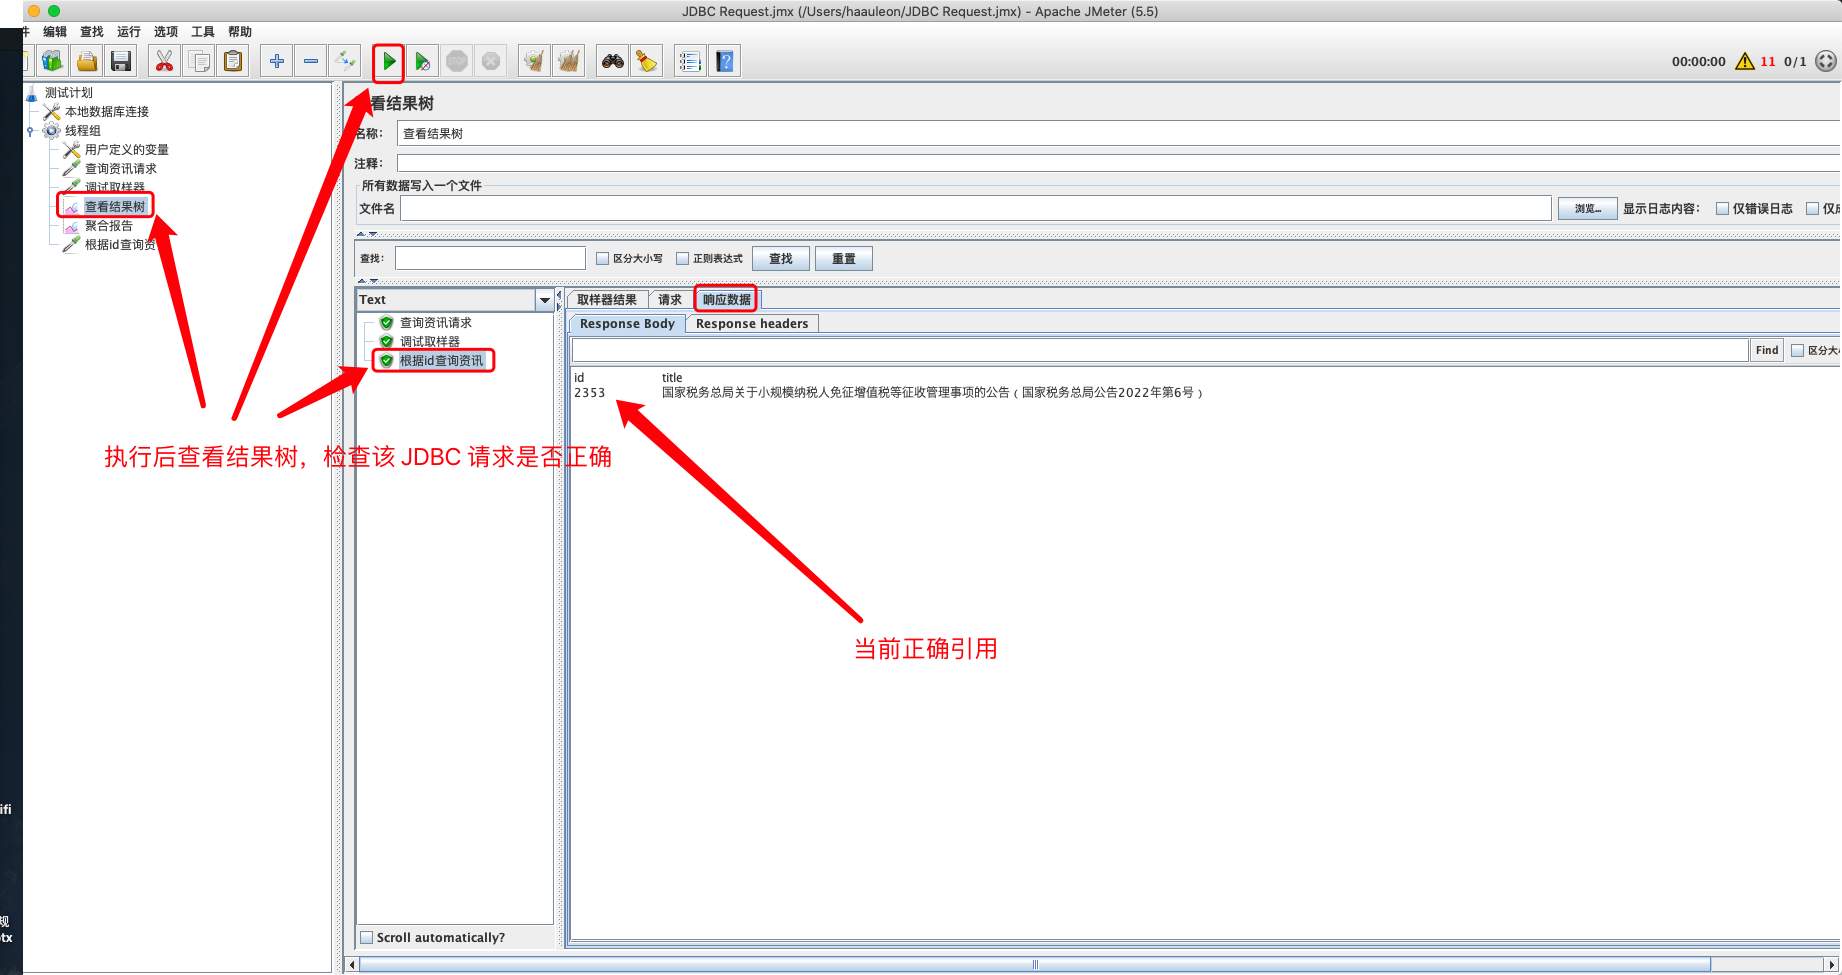 JDBC Request.jmx (/Users/haauleon/JDBC Request.jmx) - Apache JMeter (5.5)
编辑 查找 运行 选项 工具 帮助
STOP
00:00:00 11 0/1
测试计划
本地数据库连接
线程组
用户定义的变量
查询资讯请求
调试取样器
查看结果树
聚合报告
根据id查询资
看结果树
名称： 查看结果树
注释：
所有数据写入一个文件
文件名 浏览... 显示日志内容： 仅错误日志 仅成
查找： 区分大小写 正则表达式 查找 重置
Text
查询资讯请求
调试取样器
根据id查询资讯
Scroll automatically?
取样器结果 请求 响应数据
Response Body Response headers
Find 区分大小
id title
2353 国家税务总局关于小规模纳税人免征增值税等征收管理事项的公告（国家税务总局公告2022年第6号）
执行后查看结果树，检查该 JDBC 请求是否正确
当前正确引用
ifi
规
otx